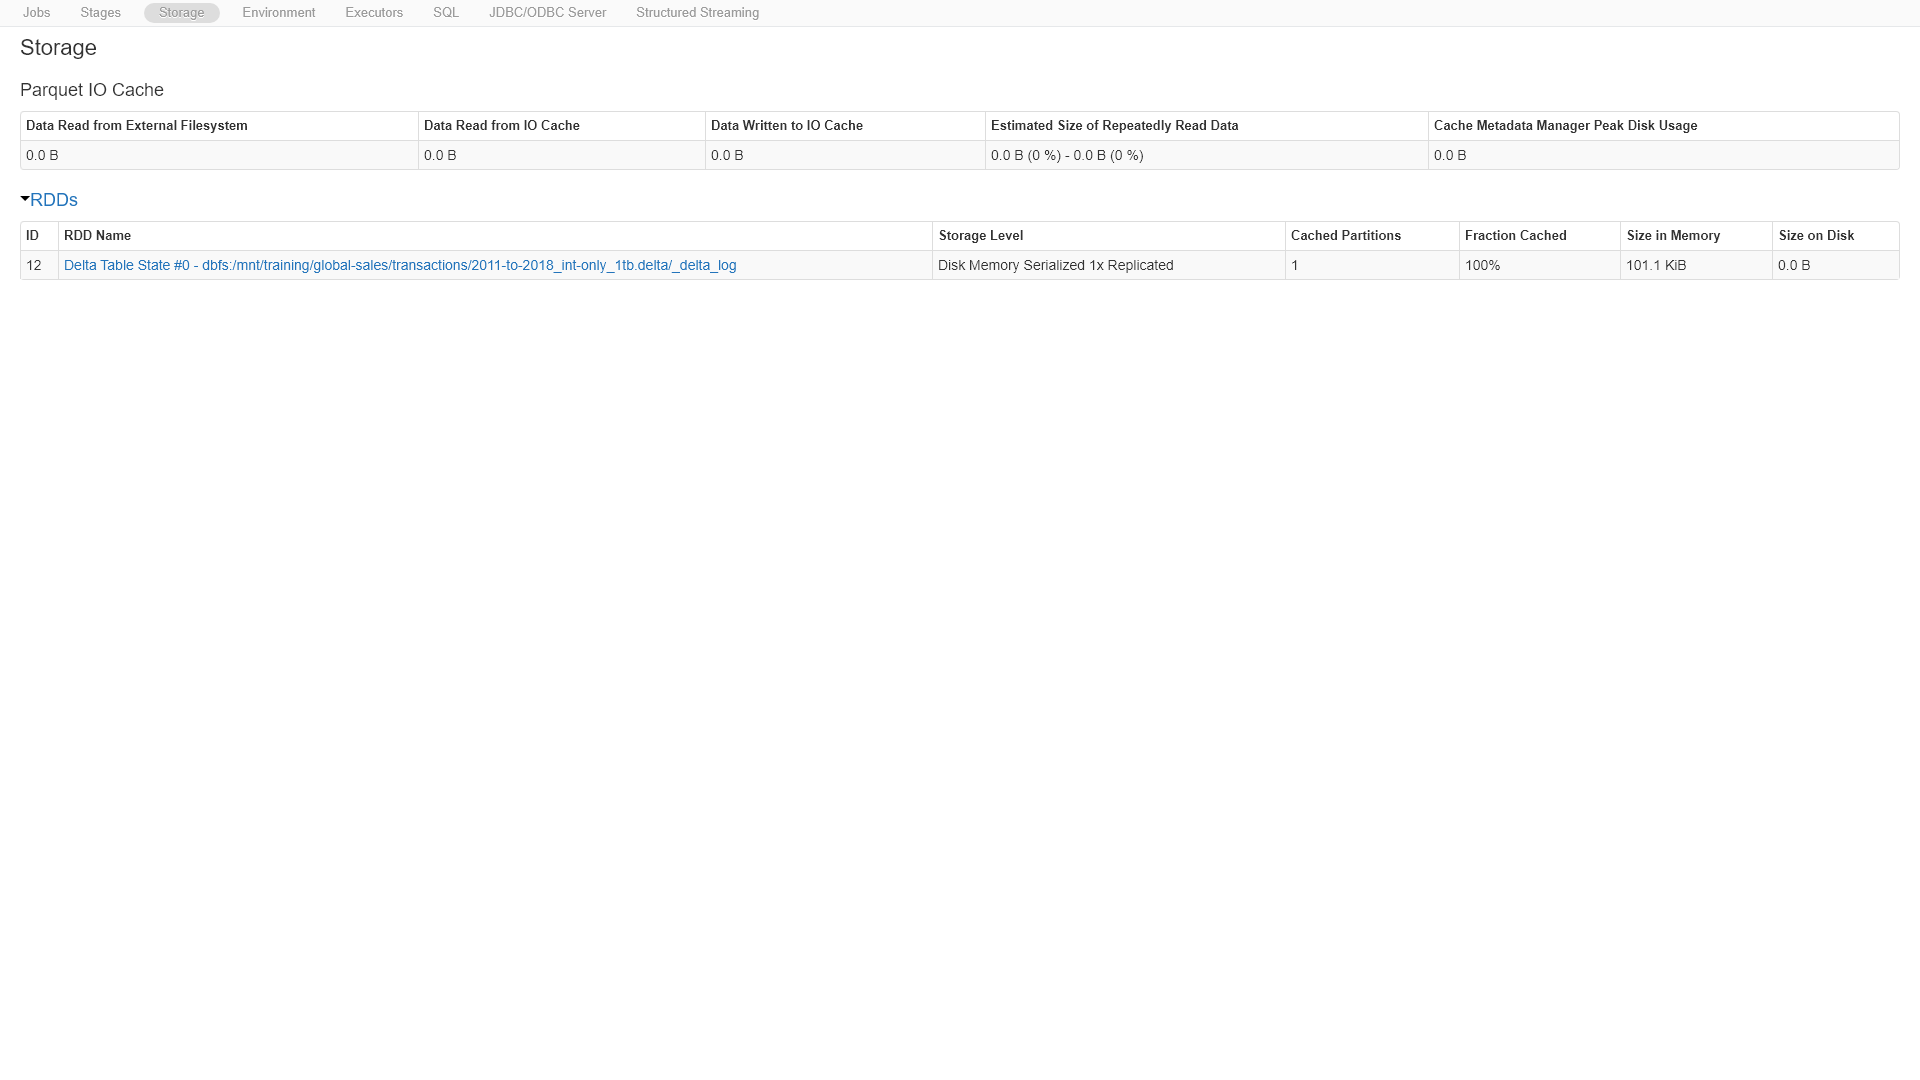 Jobs Stages Storage Environment Executors SQL JDBC/ODBC Server Structured Streaming
Storage
Parquet IO Cache
Data Read from External Filesystem Data Read from IO Cache Data Written to IO Cache Estimated Size of Repeatedly Read Data Cache Metadata Manager Peak Disk Usage
0.0 B 0.0 B 0.0 B 0.0 B (0 %) - 0.0 B (0 %) 0.0 B
RDDs
ID RDD Name Storage Level Cached Partitions Fraction Cached Size in Memory Size on Disk
12 Delta Table State #0 - dbfs:/mnt/training/global-sales/transactions/2011-to-2018_int-only_1tb.delta/_delta_log Disk Memory Serialized 1x Replicated 1 100% 101.1 KiB 0.0 B